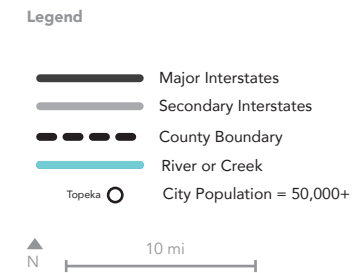 Legend
Major Interstates
Secondary Interstates
County Boundary
River or Creek
Topeka City Population = 50,000+
10 mi
N